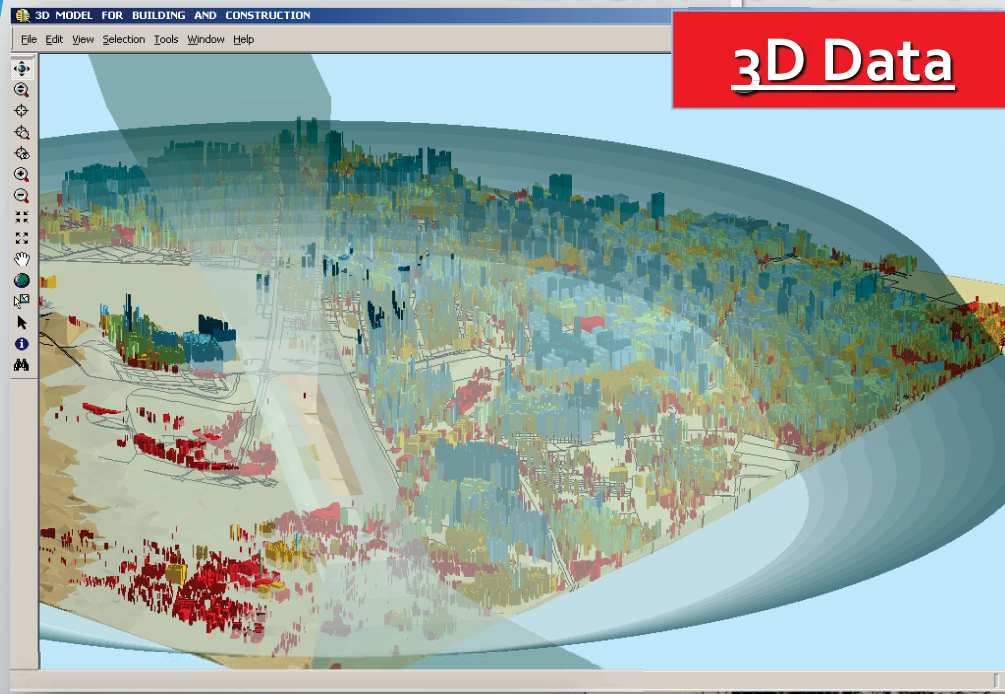 3D MODEL FOR BUILDING AND CONSTRUCTION
File Edit View Selection Tools Window Help
3D Data